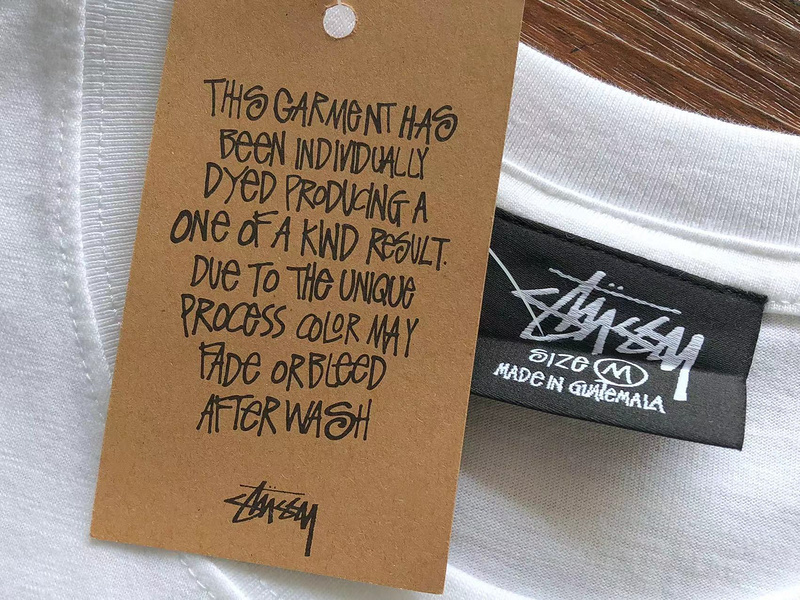 THIS GARMENT HAS
BEEN INDIVIDUALLY
DYED PRODUCING A
ONE OF A KIND RESULT.
DUE TO THE UNIQUE
PROCESS COLOR MAY
FADE OR BLEED
AFTER WASH
Stüssy
Stüssy
SIZE M
MADE IN GUATEMALA